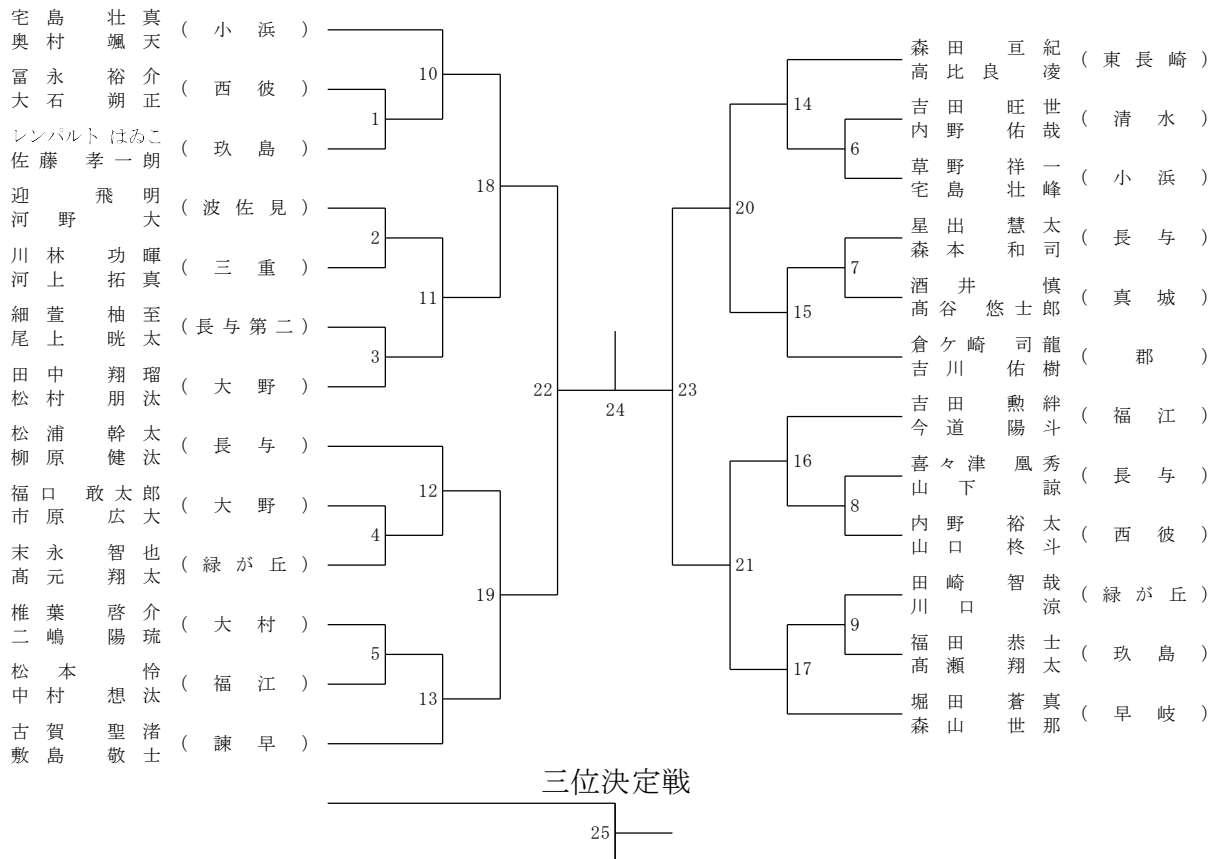 宅島 壮真
奥村 颯天
(小浜)
冨永 裕介
大石 朔正
(西彼)
レンパルト はゐこ
佐藤 孝一朗
(玖島)
迎 飛明
河野 大
(波佐見)
川林 功暉
河上 拓真
(三重)
細萱 柚至
尾上 晄太
(長与第二)
田中 翔瑠
松村 朋汰
(大野)
松浦 幹太
柳原 健汰
(長与)
福口 敢太郎
市原 広大
(大野)
末永 智也
髙元 翔太
(緑が丘)
椎葉 啓介
二嶋 陽琉
(大村)
松本 怜
中村 想汰
(福江)
古賀 聖渚
敷島 敬士
(諫早)
10
1
18
2
11
3
22
12
4
19
5
13
24
森田 亘紀
高比良 凌
(東長崎)
吉田 旺世
内野 佑哉
(清水)
草野 祥一
宅島 壮峰
(小浜)
星出 慧太
森本 和司
(長与)
酒井 慎
髙谷 悠士郎
(真城)
倉ケ崎 司龍
吉川 佑樹
(郡)
吉田 勲絆
今道 陽斗
(福江)
喜々津 凰秀
山下 諒
(長与)
内野 裕太
山口 柊斗
(西彼)
田崎 智哉
川口 涼
(緑が丘)
福田 恭士
髙瀬 翔太
(玖島)
堀田 蒼真
森山 世那
(早岐)
14
6
20
7
15
23
16
8
21
9
17
三位決定戦
25